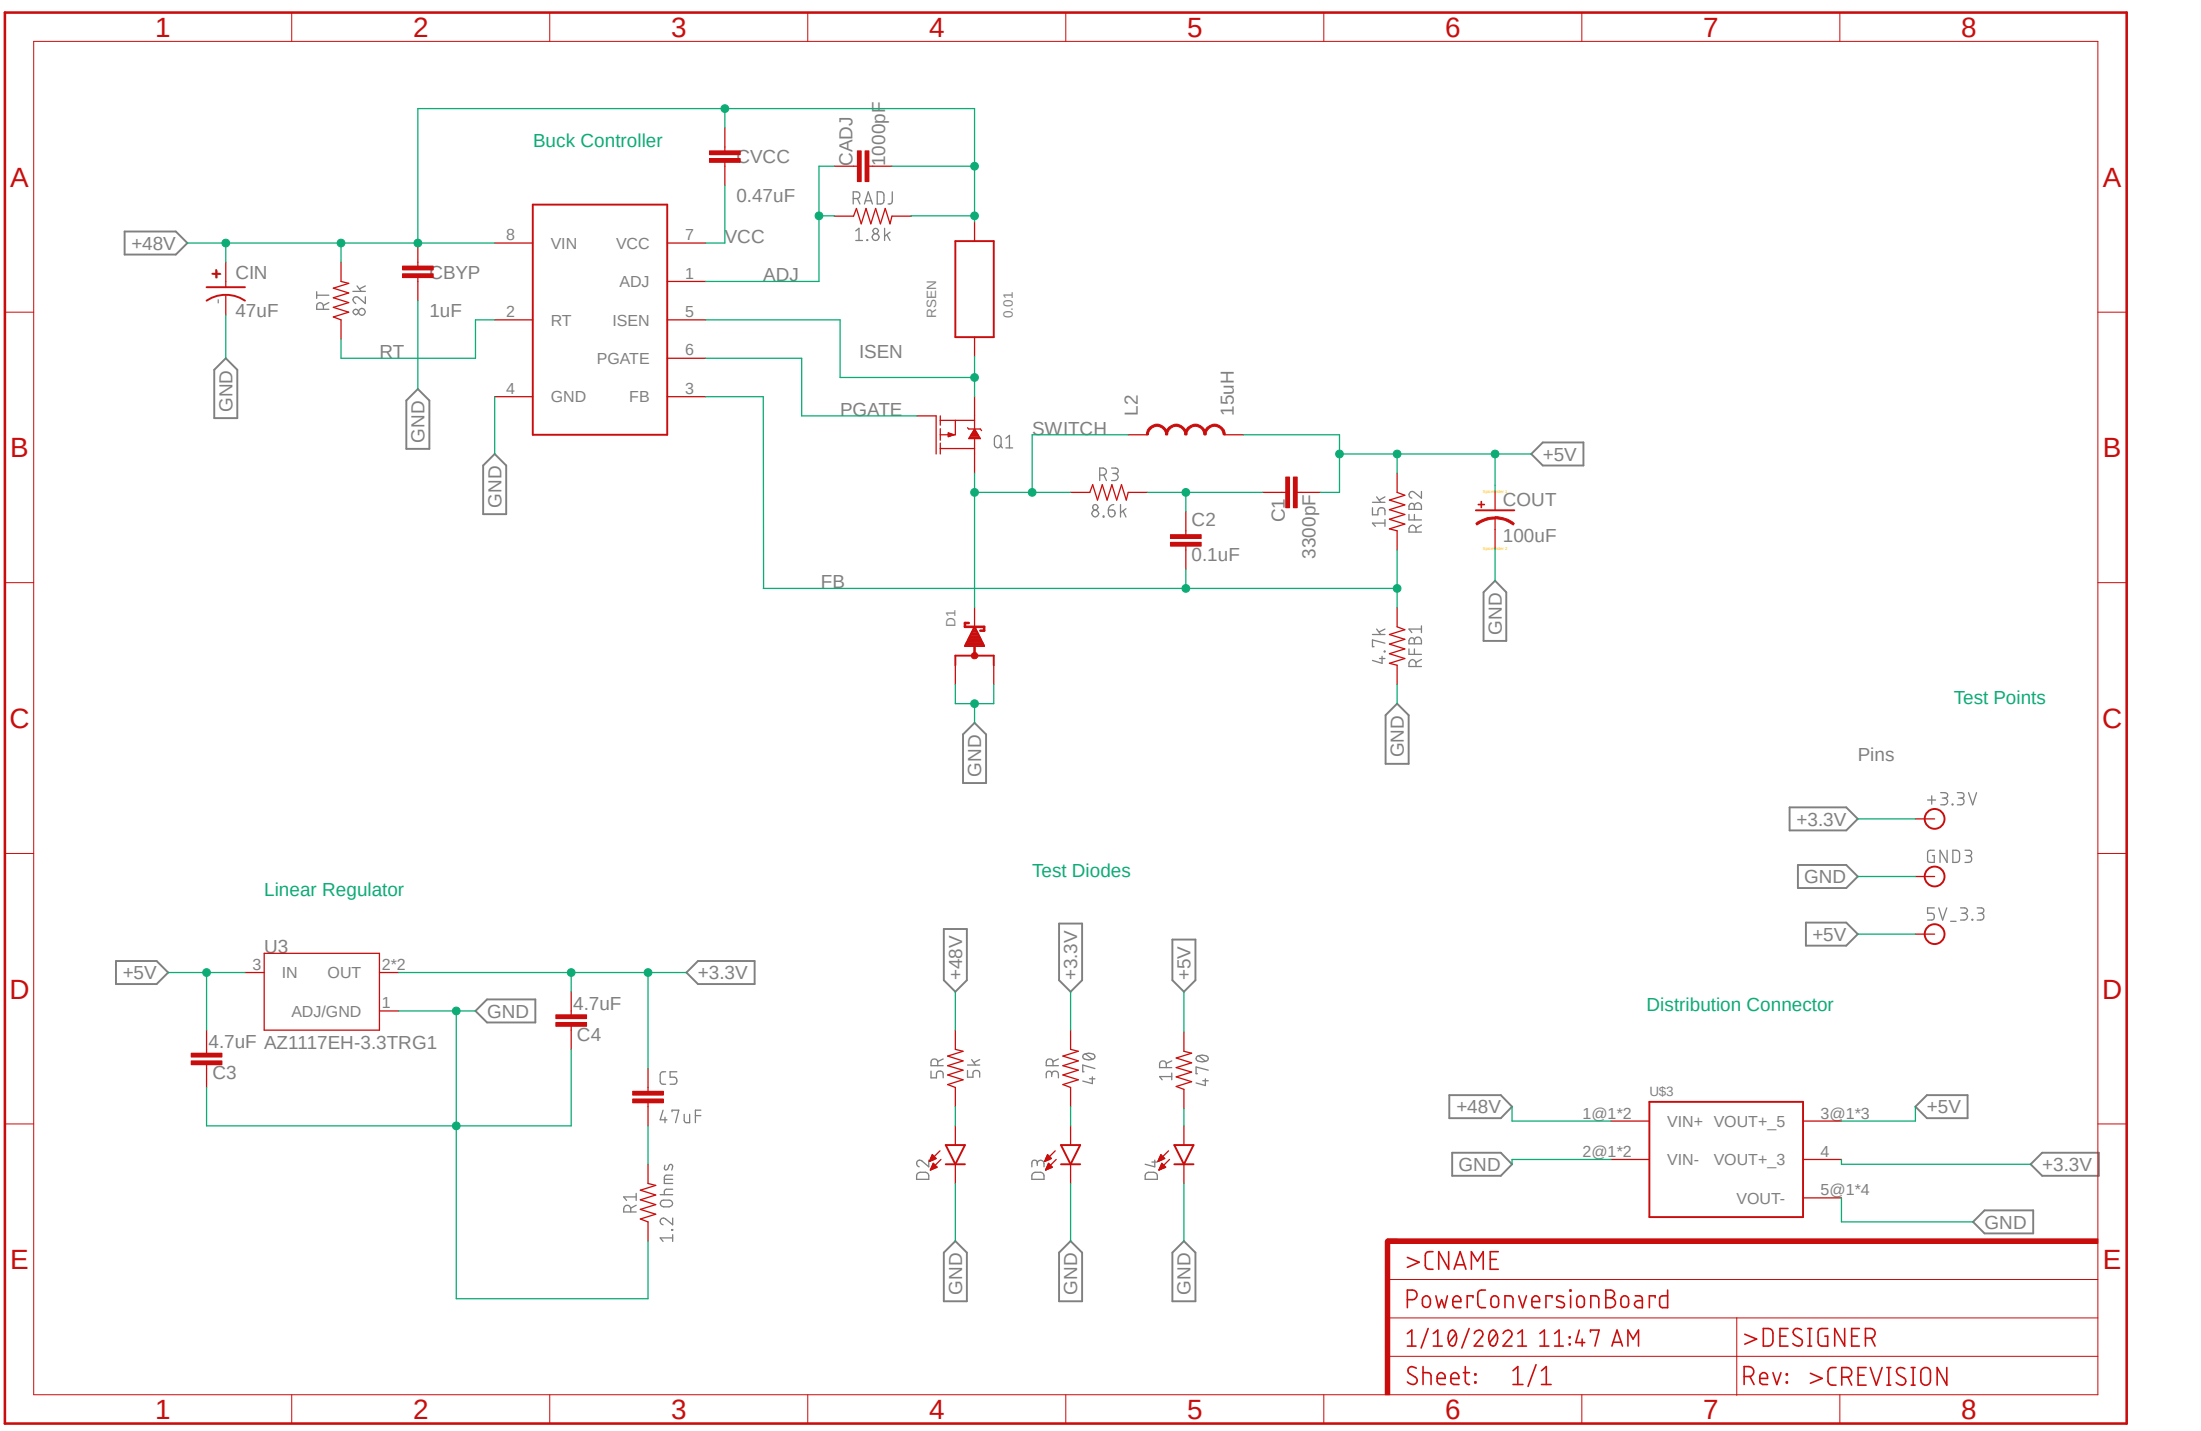 1 2 3 4 5 6 7 8
A A
B B
C C
D D
E E
Buck Controller
+48V
CIN
+
-
47uF
GND
RT
82k
RT
CBYP
1uF
GND
8 VIN VCC 7
ADJ 1
2 RT ISEN 5
PGATE 6
4 GND FB 3
GND
CVCC
0.47uF
VCC
ADJ
CADJ
1000pF
RADJ
1.8k
RSEN
0.01
ISEN
PGATE
Q1
SWITCH
L2
15uH
R3
8.6k
C2
0.1uF
C1
3300pF
FB
15k
RFB2
4.7k
RFB1
GND
+5V
+
COUT
100uF
GND
D1
GND
Test Points
Pins
+3.3V
+3.3V
GND3
GND
5V_3.3
+5V
Linear Regulator
U3
+5V
3 IN OUT 2*2
ADJ/GND 1
AZ1117EH-3.3TRG1
GND
+3.3V
4.7uF
C3
4.7uF
C4
C5
47uF
R1
1.2 Ohms
Test Diodes
+48V
+3.3V
+5V
5R
5k
3R
470
1R
470
D2
D3
D4
GND
GND
GND
Distribution Connector
U$3
+48V
1@1*2 VIN+ VOUT+_5 3@1*3
+5V
GND
2@1*2 VIN- VOUT+_3 4
+3.3V
VOUT- 5@1*4
GND
>CNAME
PowerConversionBoard
1/10/2021 11:47 AM >DESIGNER
Sheet: 1/1 Rev: >CREVISION
1 2 3 4 5 6 7 8